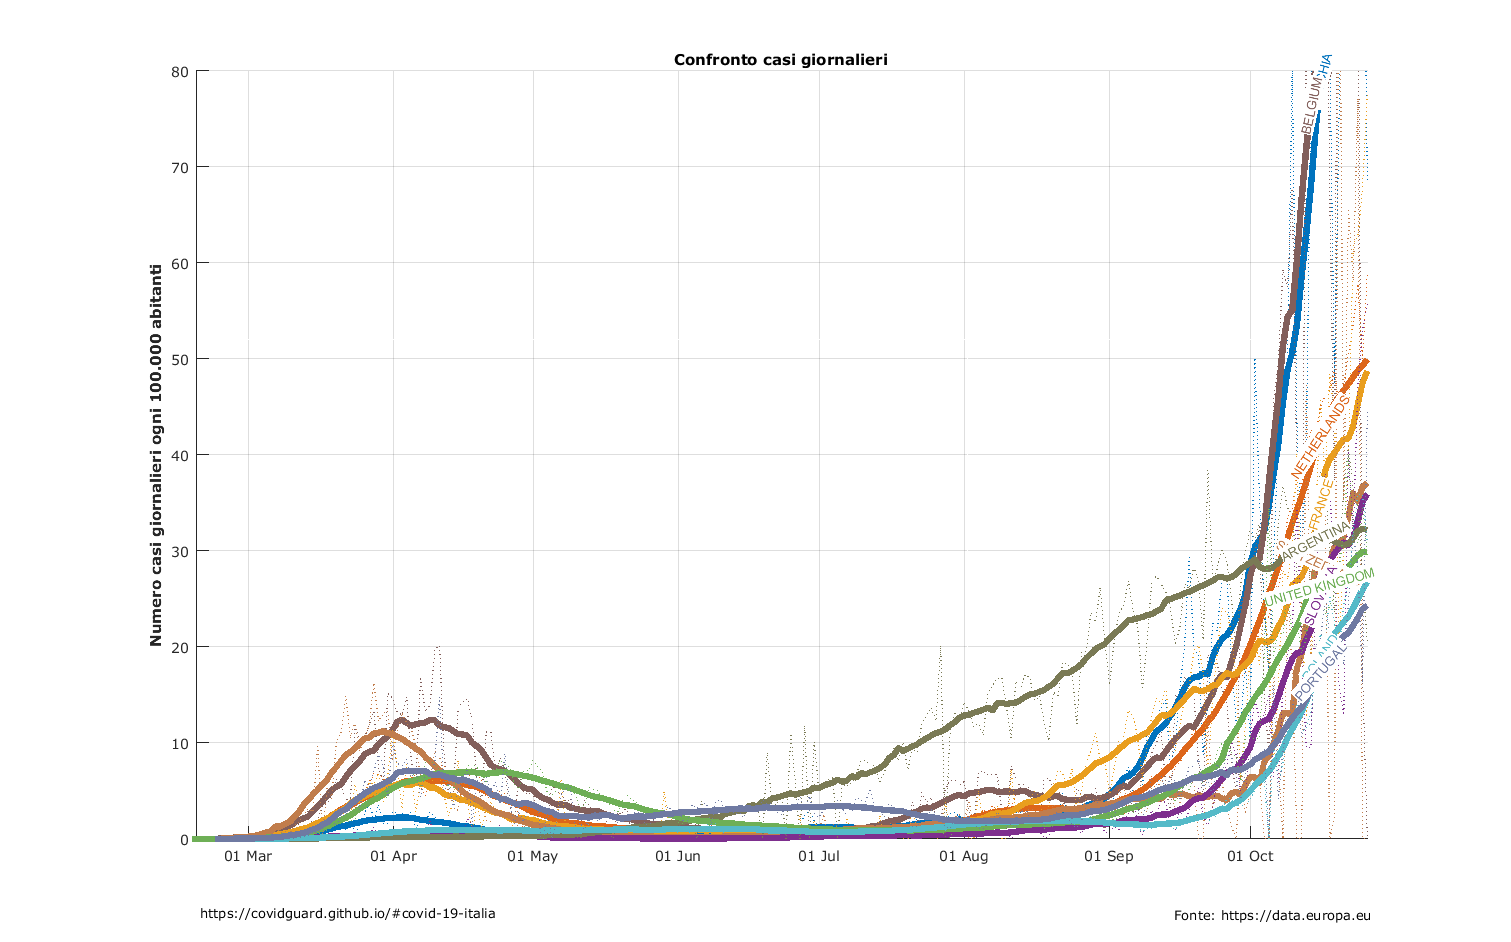 Confronto casi giornalieri
Numero casi giornalieri ogni 100.000 abitanti
80
70
60
50
40
30
20
10
0
01 Mar
01 Apr
01 May
01 Jun
01 Jul
01 Aug
01 Sep
01 Oct
BELGIUM
NETHERLANDS
FRANCE
ARGENTINA
UNITED KINGDOM
PORTUGAL
https://covidguard.github.io/#covid-19-italia
Fonte: https://data.europa.eu